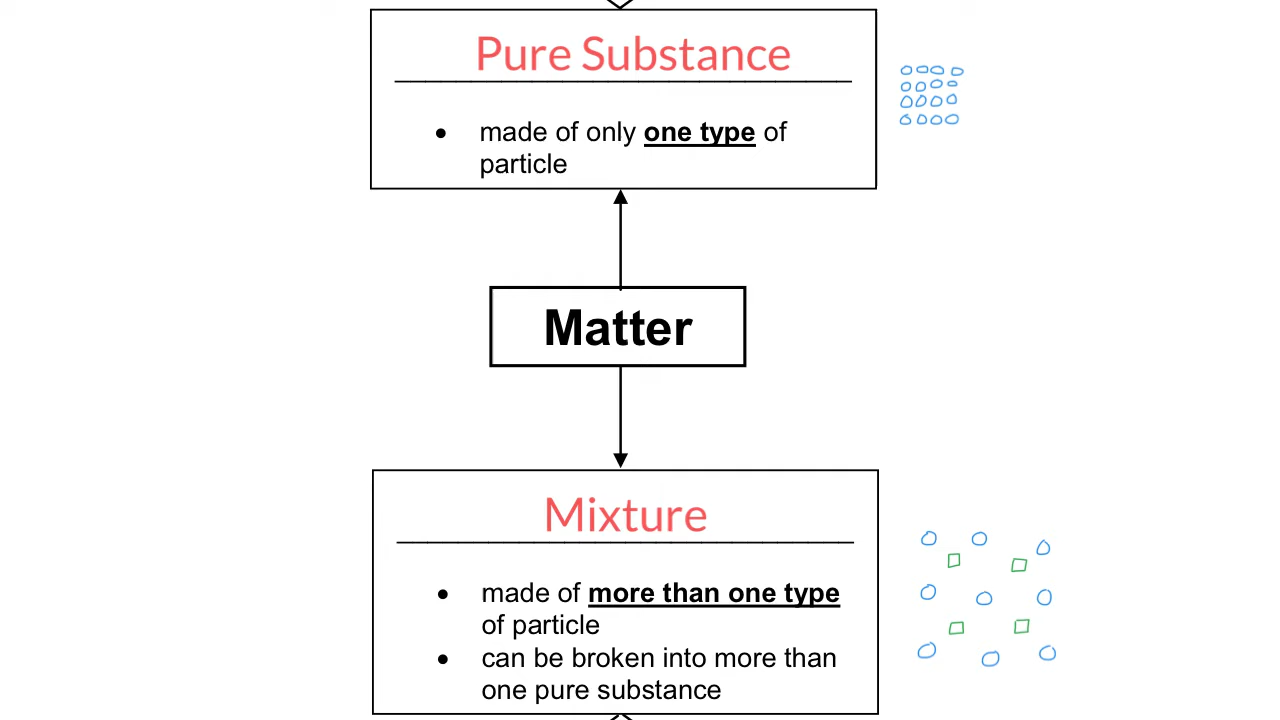 Pure Substance
• made of only one type of
particle
Matter
Mixture
• made of more than one type
of particle
• can be broken into more than
one pure substance